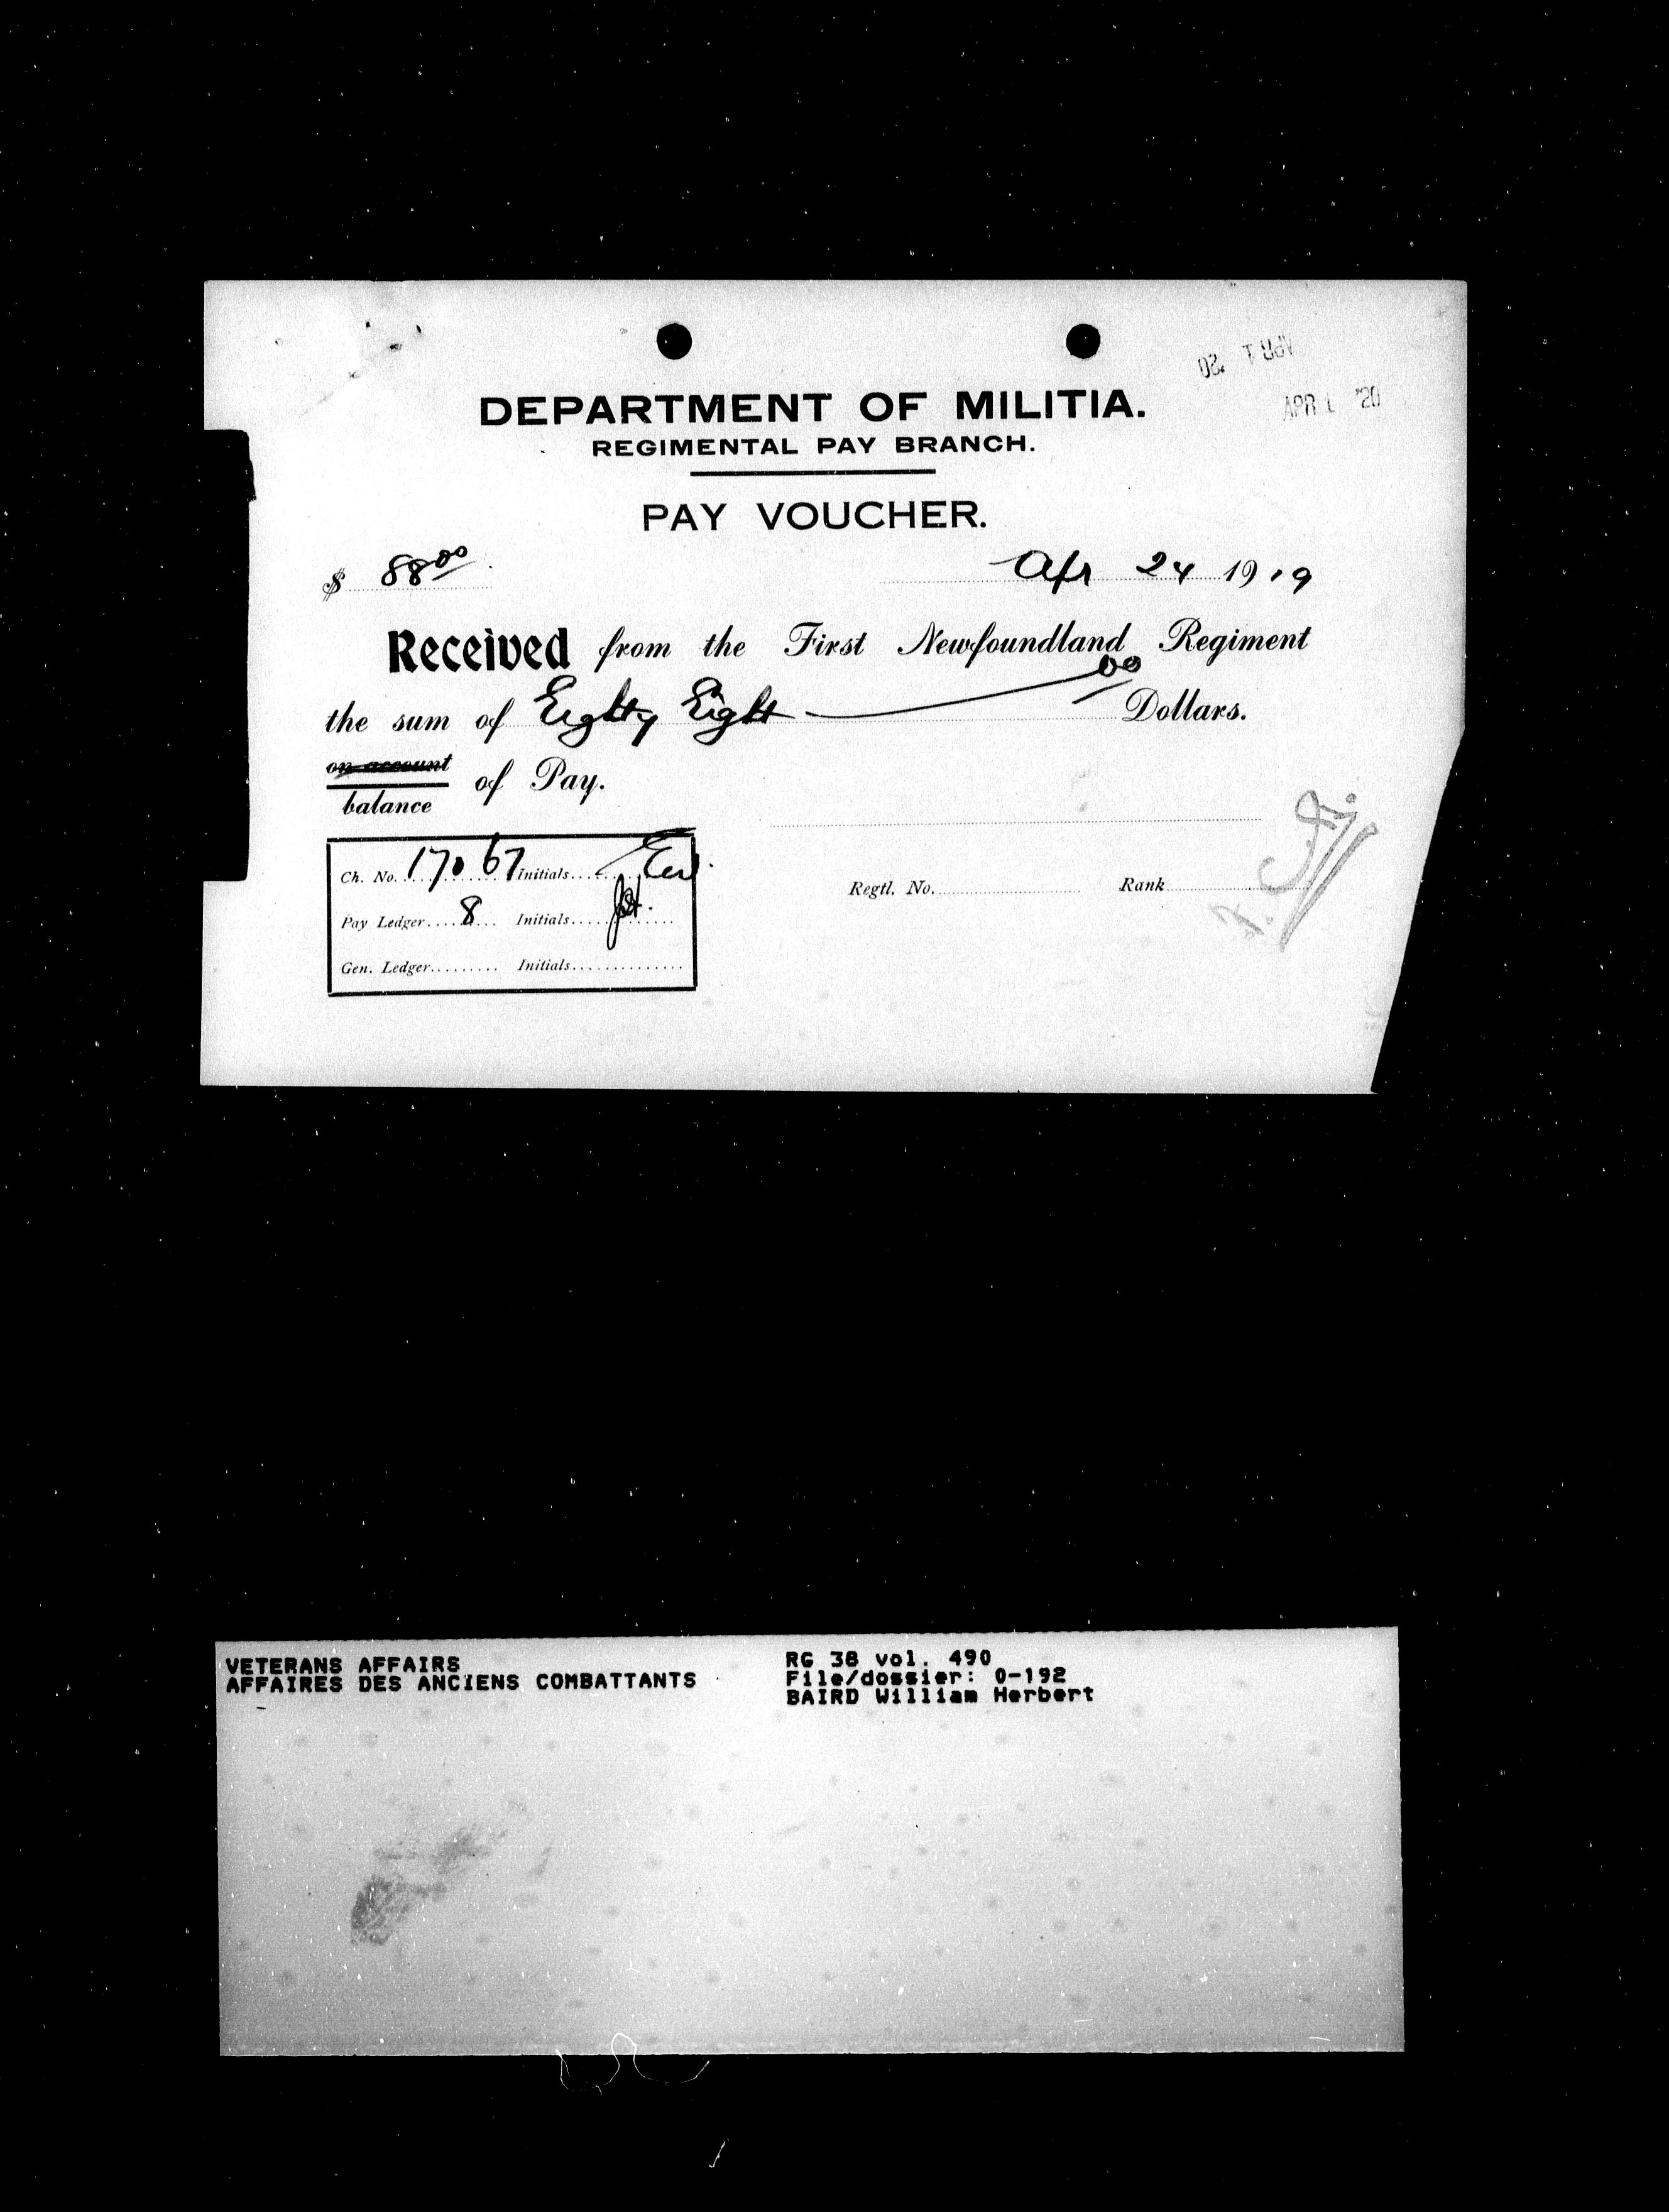 APR 1 '20
DEPARTMENT OF MILITIA.
REGIMENTAL PAY BRANCH.
PAY VOUCHER.
$ 88 00 Apr 24 1919
Received from the First Newfoundland Regiment
the sum of Eighty Eight 00 Dollars.
on account
balance of Pay.
Ch. No. 17067 Initials
Pay Ledger 8 Initials
Gen. Ledger Initials
Regtl. No. Rank
VETERANS AFFAIRS
AFFAIRES DES ANCIENS COMBATTANTS
RG 38 vol. 490
File/dossier: 0-192
BAIRD William Herbert